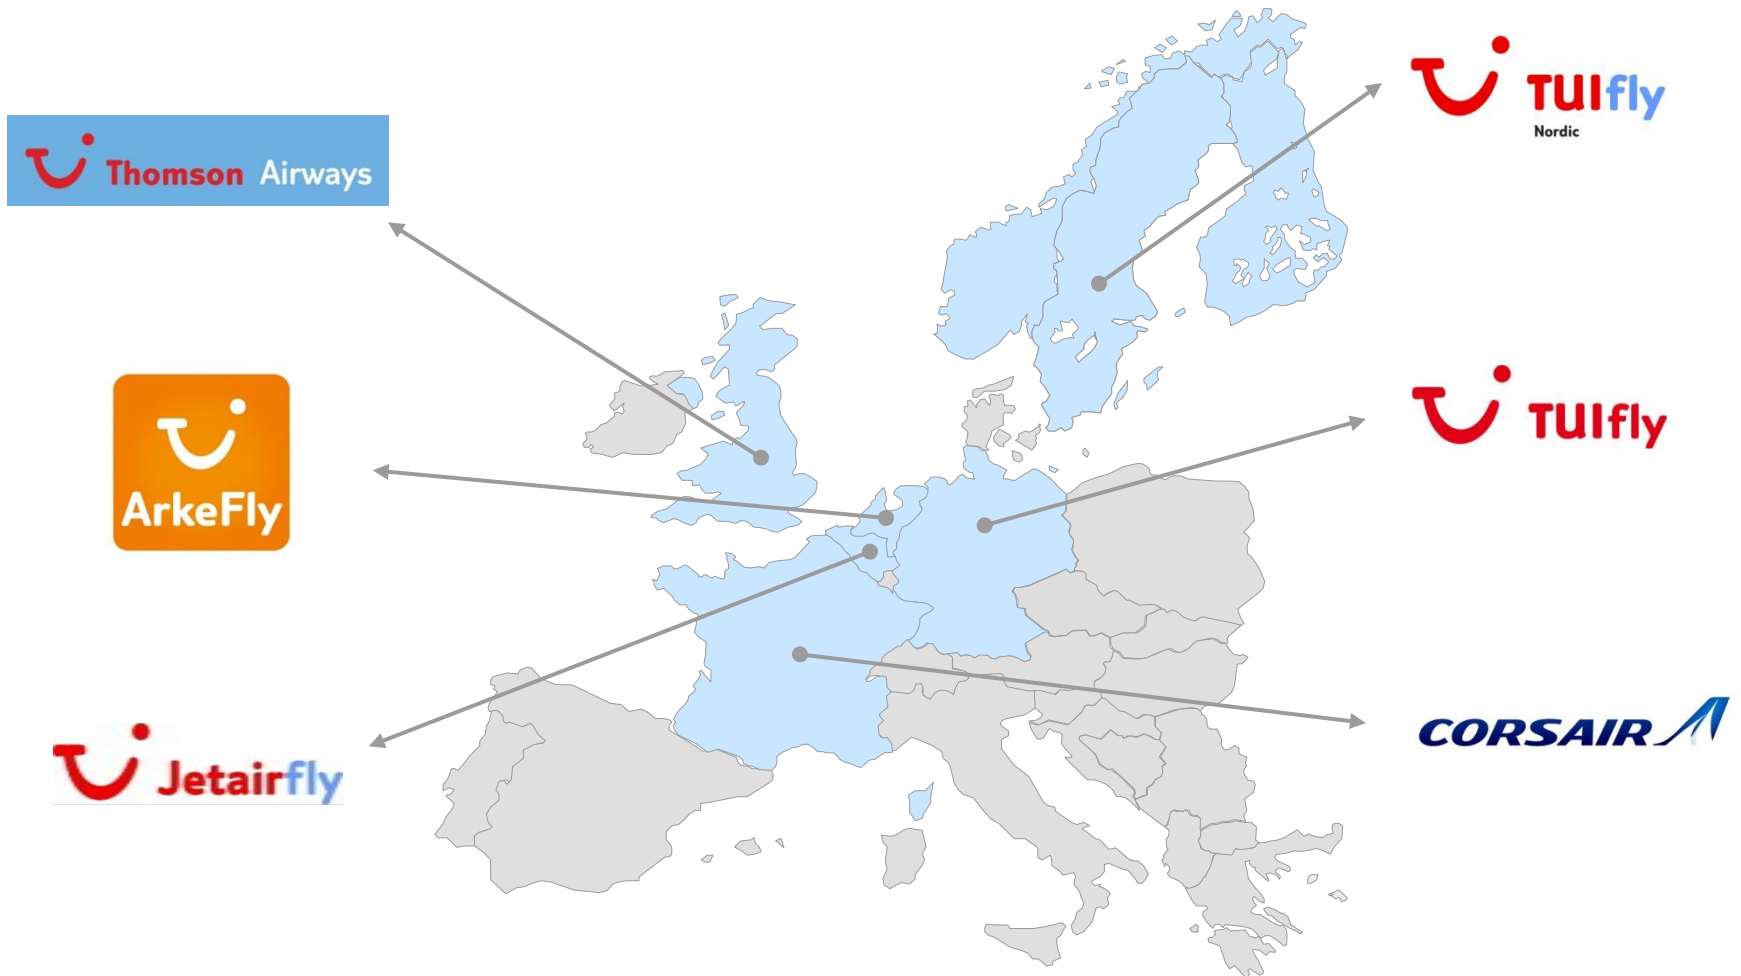 TUIfly
Nordic
Thomson Airways
TUIfly
ArkeFly
CORSAIR
Jetairfly